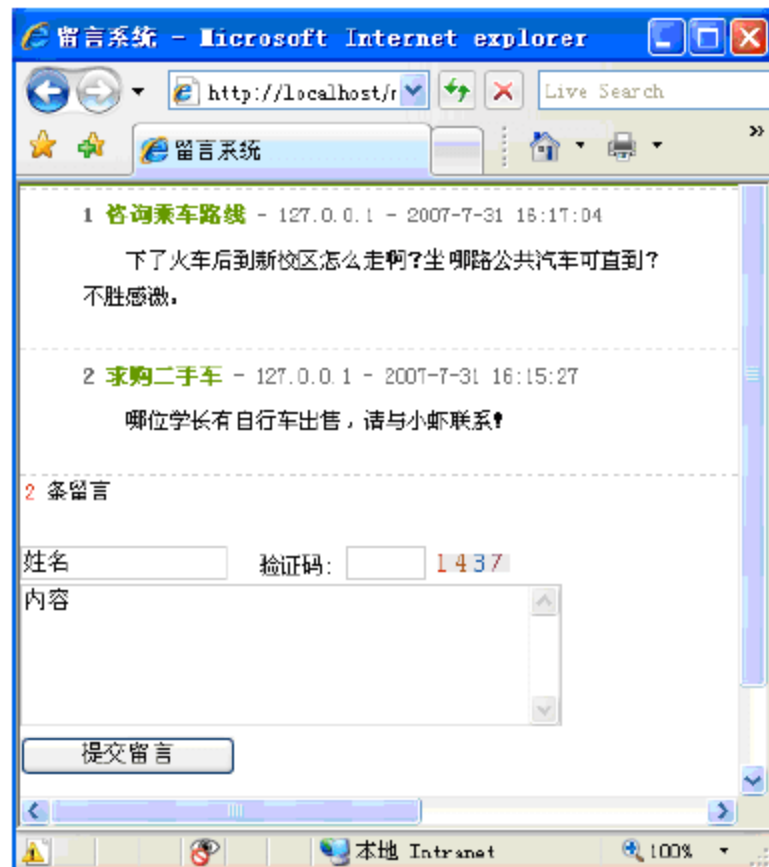 留言系统 - Microsoft Internet explorer
http://localhost/r
Live Search
留言系统
»
1 咨询乘车路线 - 127.0.0.1 - 2007-7-31 16:17:04
下了火车后到新校区怎么走啊?坐哪路公共汽车可直到?
不胜感激。
2 求购二手车 - 127.0.0.1 - 2007-7-31 16:15:27
哪位学长有自行车出售，请与小虾联系!
2 条留言
姓名 验证码: 1437
内容
提交留言
本地 Intranet 100%